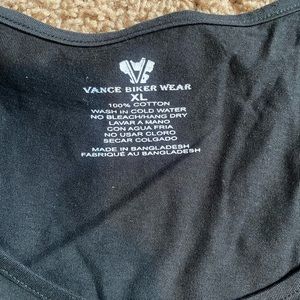 VANCE BIKER WEAR
XL
100% COTTON
WASH IN COLD WATER
NO BLEACH/HANG DRY
LAVAR A MANO
CON AGUA FRIA
NO USAR CLORO
SECAR COLGADO
MADE IN BANGLADESH
FABRIQUÉ AU BANGLADESH